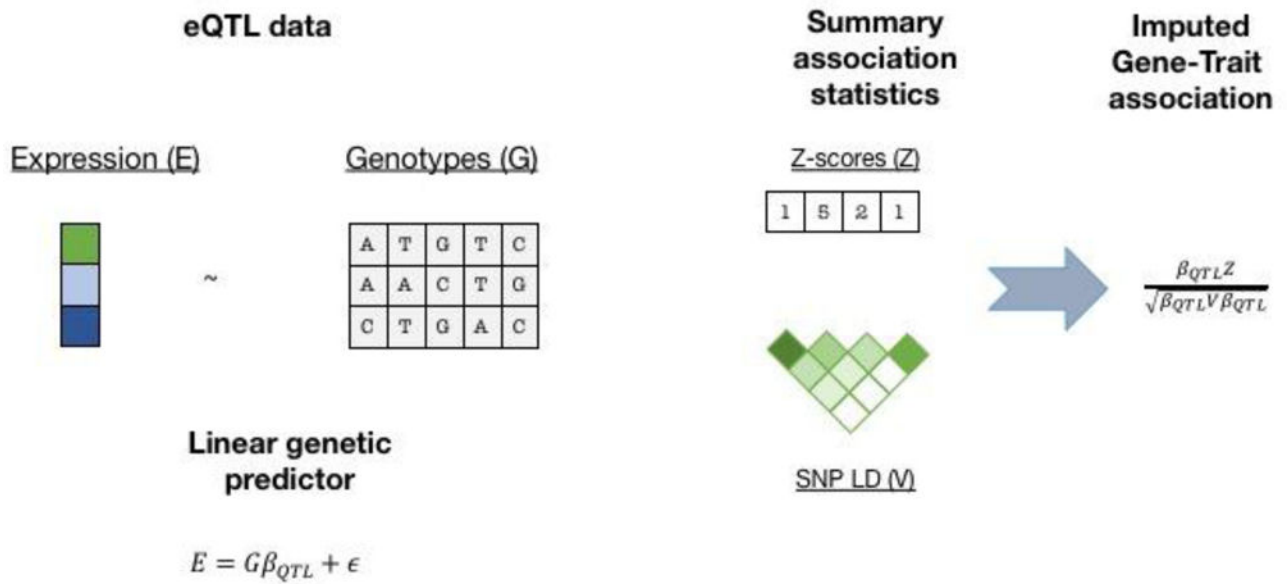 eQTL data
Expression (E)
~
Genotypes (G)
A T G T C
A A C T G
C T G A C
Linear genetic
predictor
E = Gβ_QTL + ϵ
Summary
association
statistics
Z-scores (Z)
1 5 2 1
SNP LD (V)
Imputed
Gene-Trait
association
β_QTL Z
√β_QTL V β_QTL